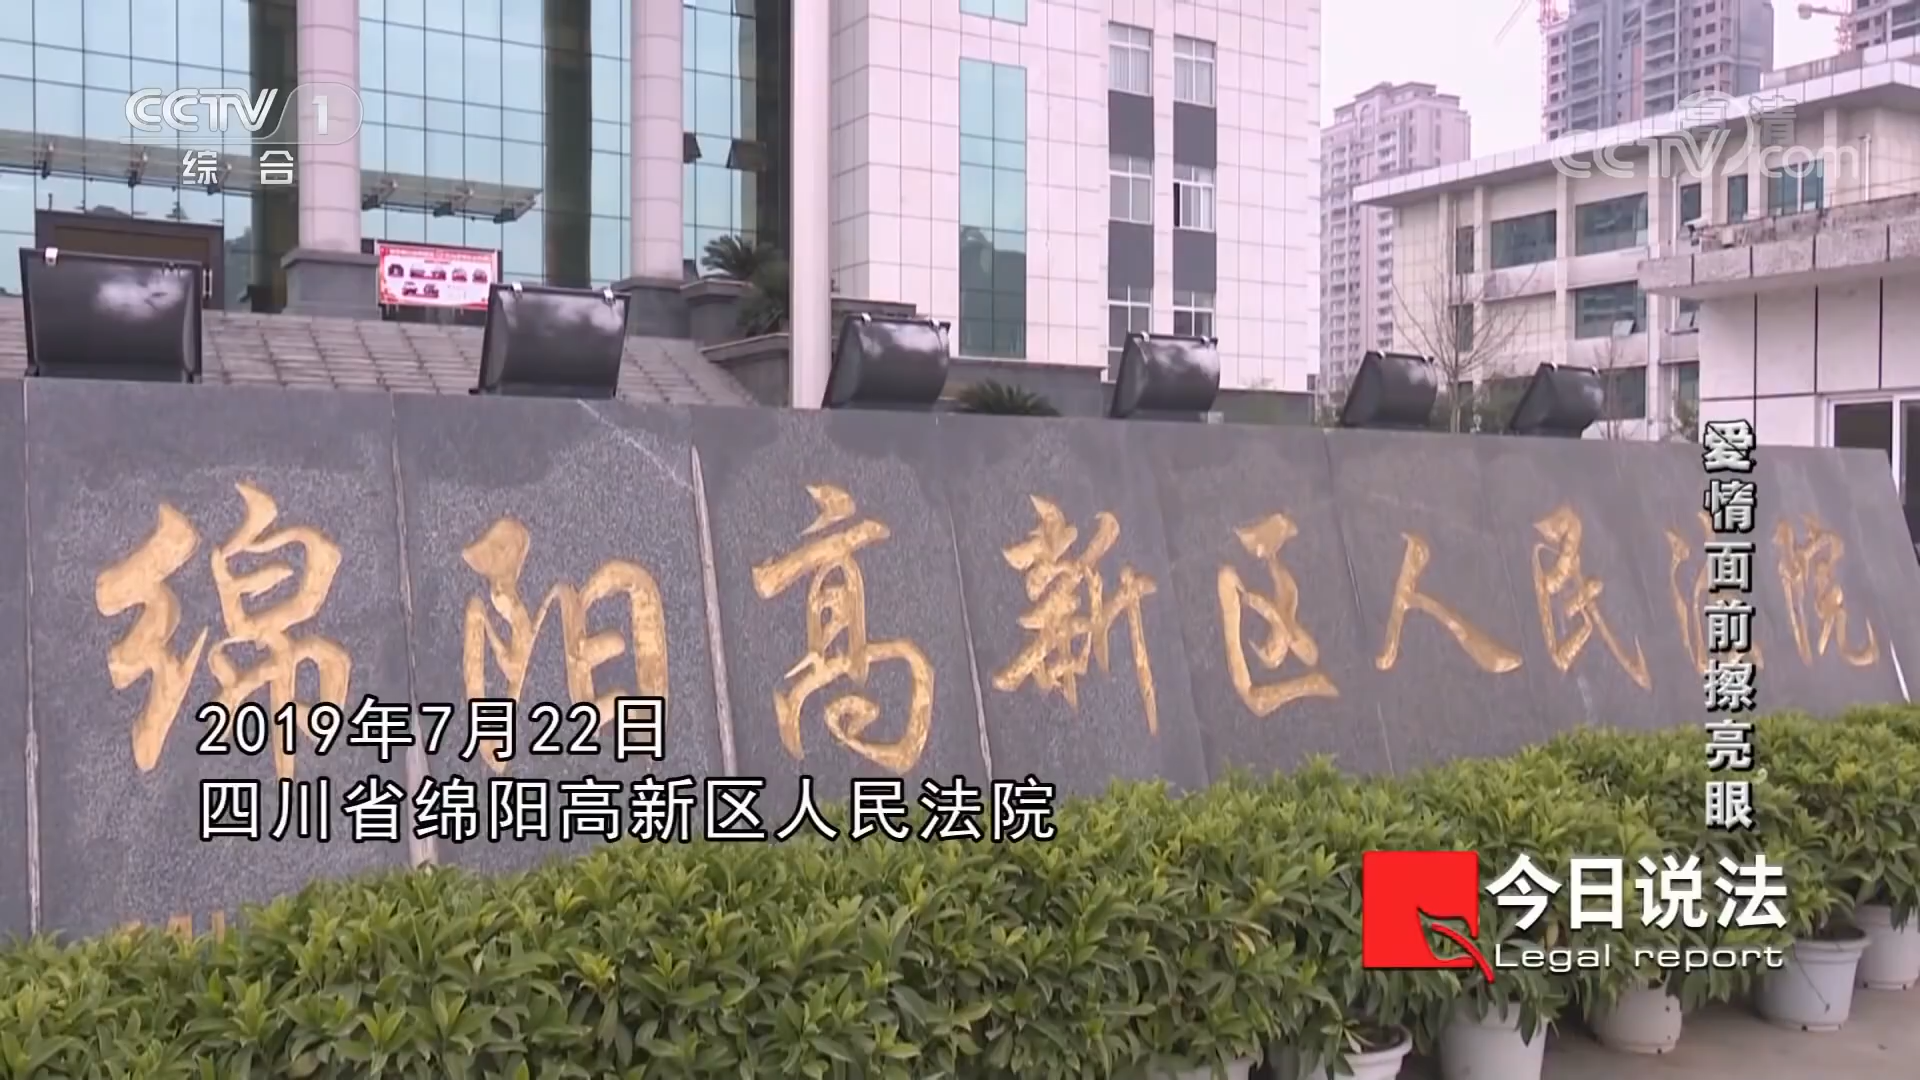 CCTV 1
综合
高清
CCTV.com
绵阳高新区人民法院
2019年7月22日
四川省绵阳高新区人民法院
爱情面前擦亮眼
今日说法
Legal report